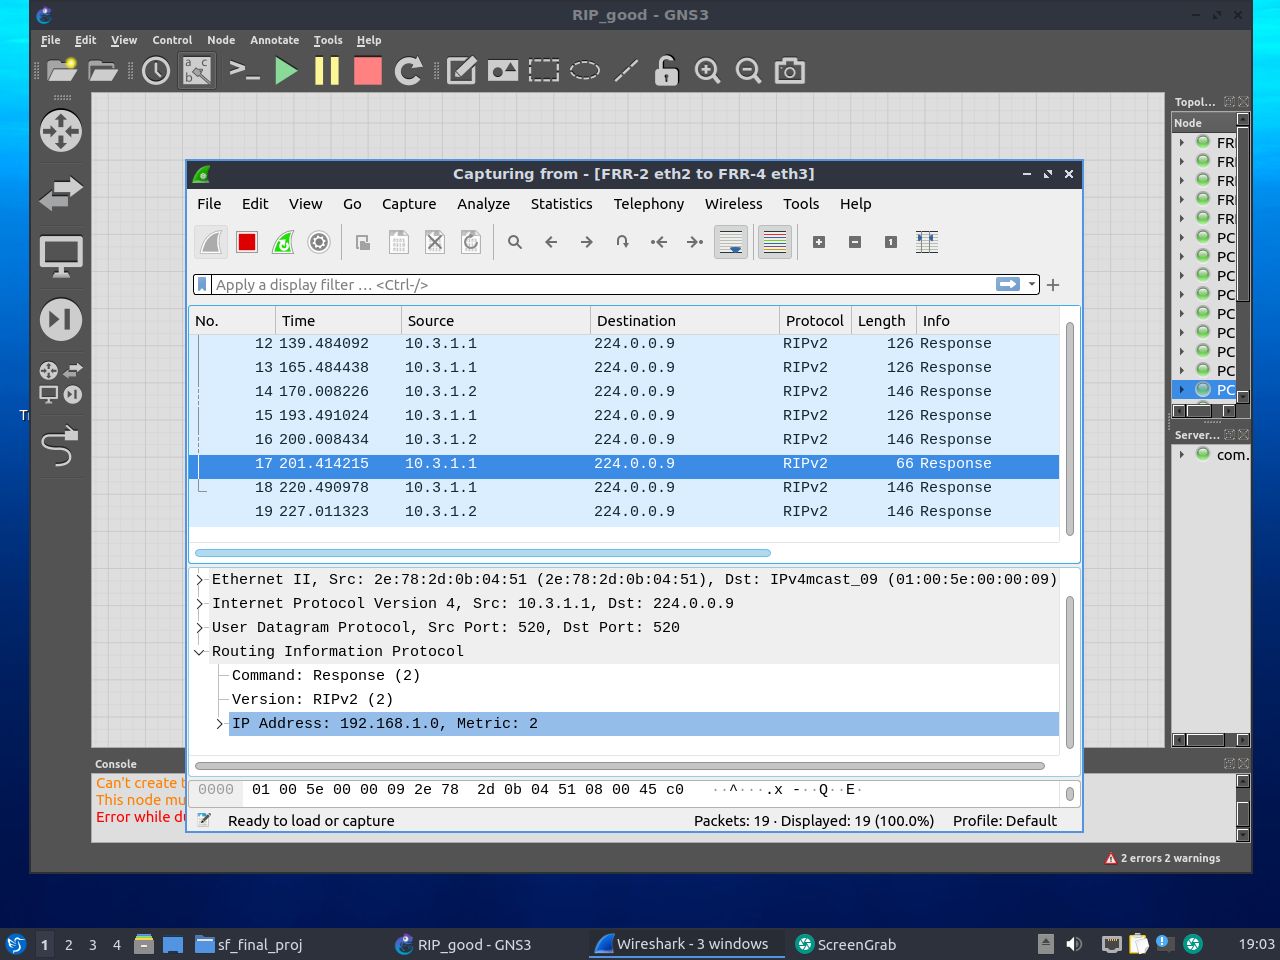 RIP_good - GNS3
File Edit View Control Node Annotate Tools Help
Topol...
Node
FRI
FRI
FRI
FRI
FRI
PC
PC
PC
PC
PC
PC
PC
PC
PC
Server...
com.
Capturing from - [FRR-2 eth2 to FRR-4 eth3]
File Edit View Go Capture Analyze Statistics Telephony Wireless Tools Help
Apply a display filter … <Ctrl-/>
No. Time Source Destination Protocol Length Info
12 139.484092 10.3.1.1 224.0.0.9 RIPv2 126 Response
13 165.484438 10.3.1.1 224.0.0.9 RIPv2 126 Response
14 170.008226 10.3.1.2 224.0.0.9 RIPv2 146 Response
15 193.491024 10.3.1.1 224.0.0.9 RIPv2 126 Response
16 200.008434 10.3.1.2 224.0.0.9 RIPv2 146 Response
17 201.414215 10.3.1.1 224.0.0.9 RIPv2 66 Response
18 220.490978 10.3.1.1 224.0.0.9 RIPv2 146 Response
19 227.011323 10.3.1.2 224.0.0.9 RIPv2 146 Response
Ethernet II, Src: 2e:78:2d:0b:04:51 (2e:78:2d:0b:04:51), Dst: IPv4mcast_09 (01:00:5e:00:00:09)
Internet Protocol Version 4, Src: 10.3.1.1, Dst: 224.0.0.9
User Datagram Protocol, Src Port: 520, Dst Port: 520
Routing Information Protocol
Command: Response (2)
Version: RIPv2 (2)
IP Address: 192.168.1.0, Metric: 2
0000 01 00 5e 00 00 09 2e 78 2d 0b 04 51 08 00 45 c0 ··^···.x -··Q··E·
Ready to load or capture
Packets: 19 · Displayed: 19 (100.0%) Profile: Default
Console
Can't create t
This node mu
Error while du
2 errors 2 warnings
1 2 3 4 sf_final_proj RIP_good - GNS3 Wireshark - 3 windows ScreenGrab 19:03